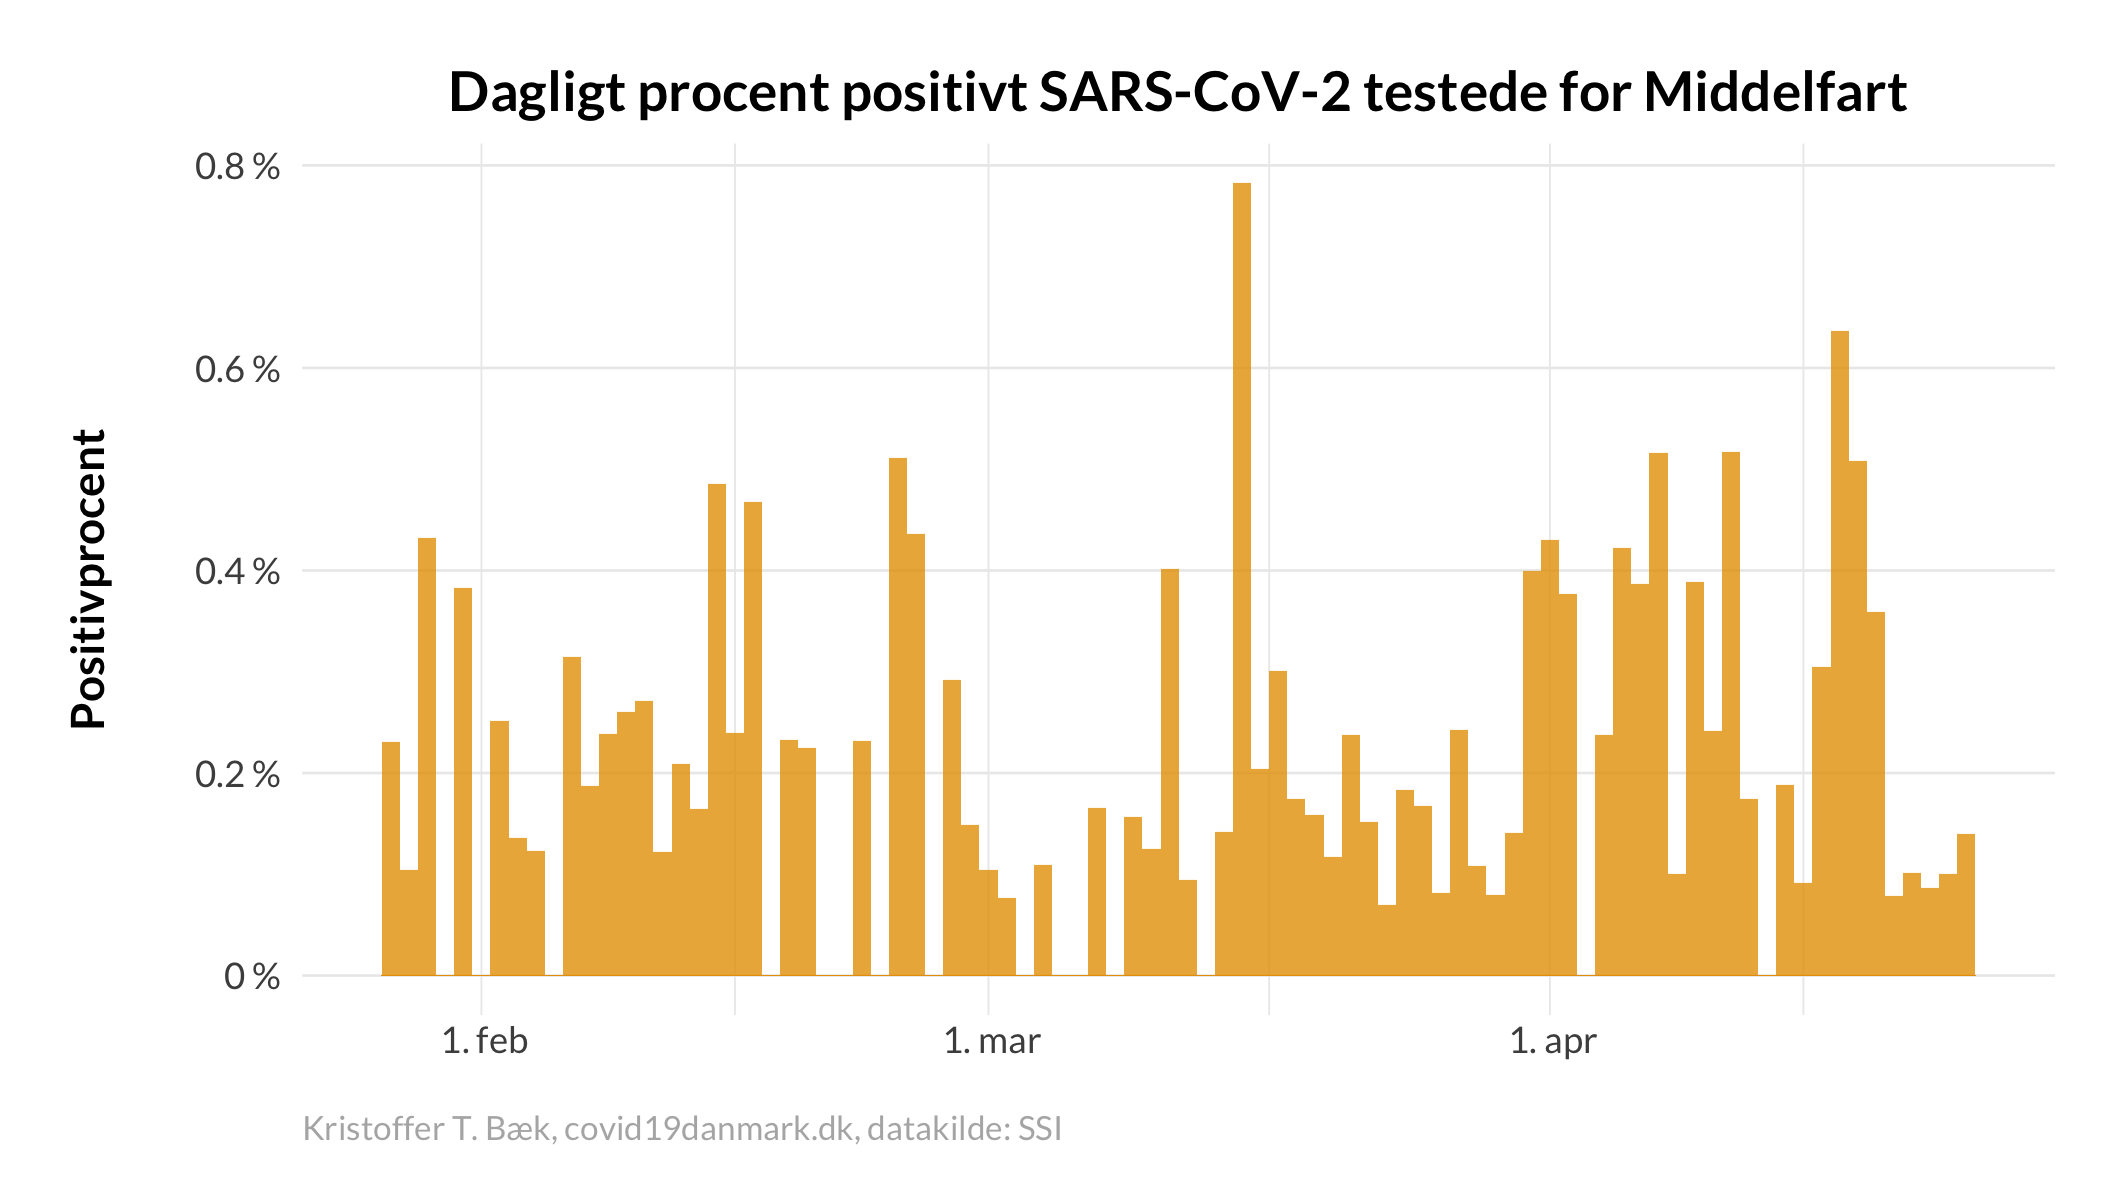 Dagligt procent positivt SARS-CoV-2 testede for Middelfart
Positivprocent
0.8 %
0.6 %
0.4 %
0.2 %
0 %
1. feb
1. mar
1. apr
Kristoffer T. Bæk, covid19danmark.dk, datakilde: SSI